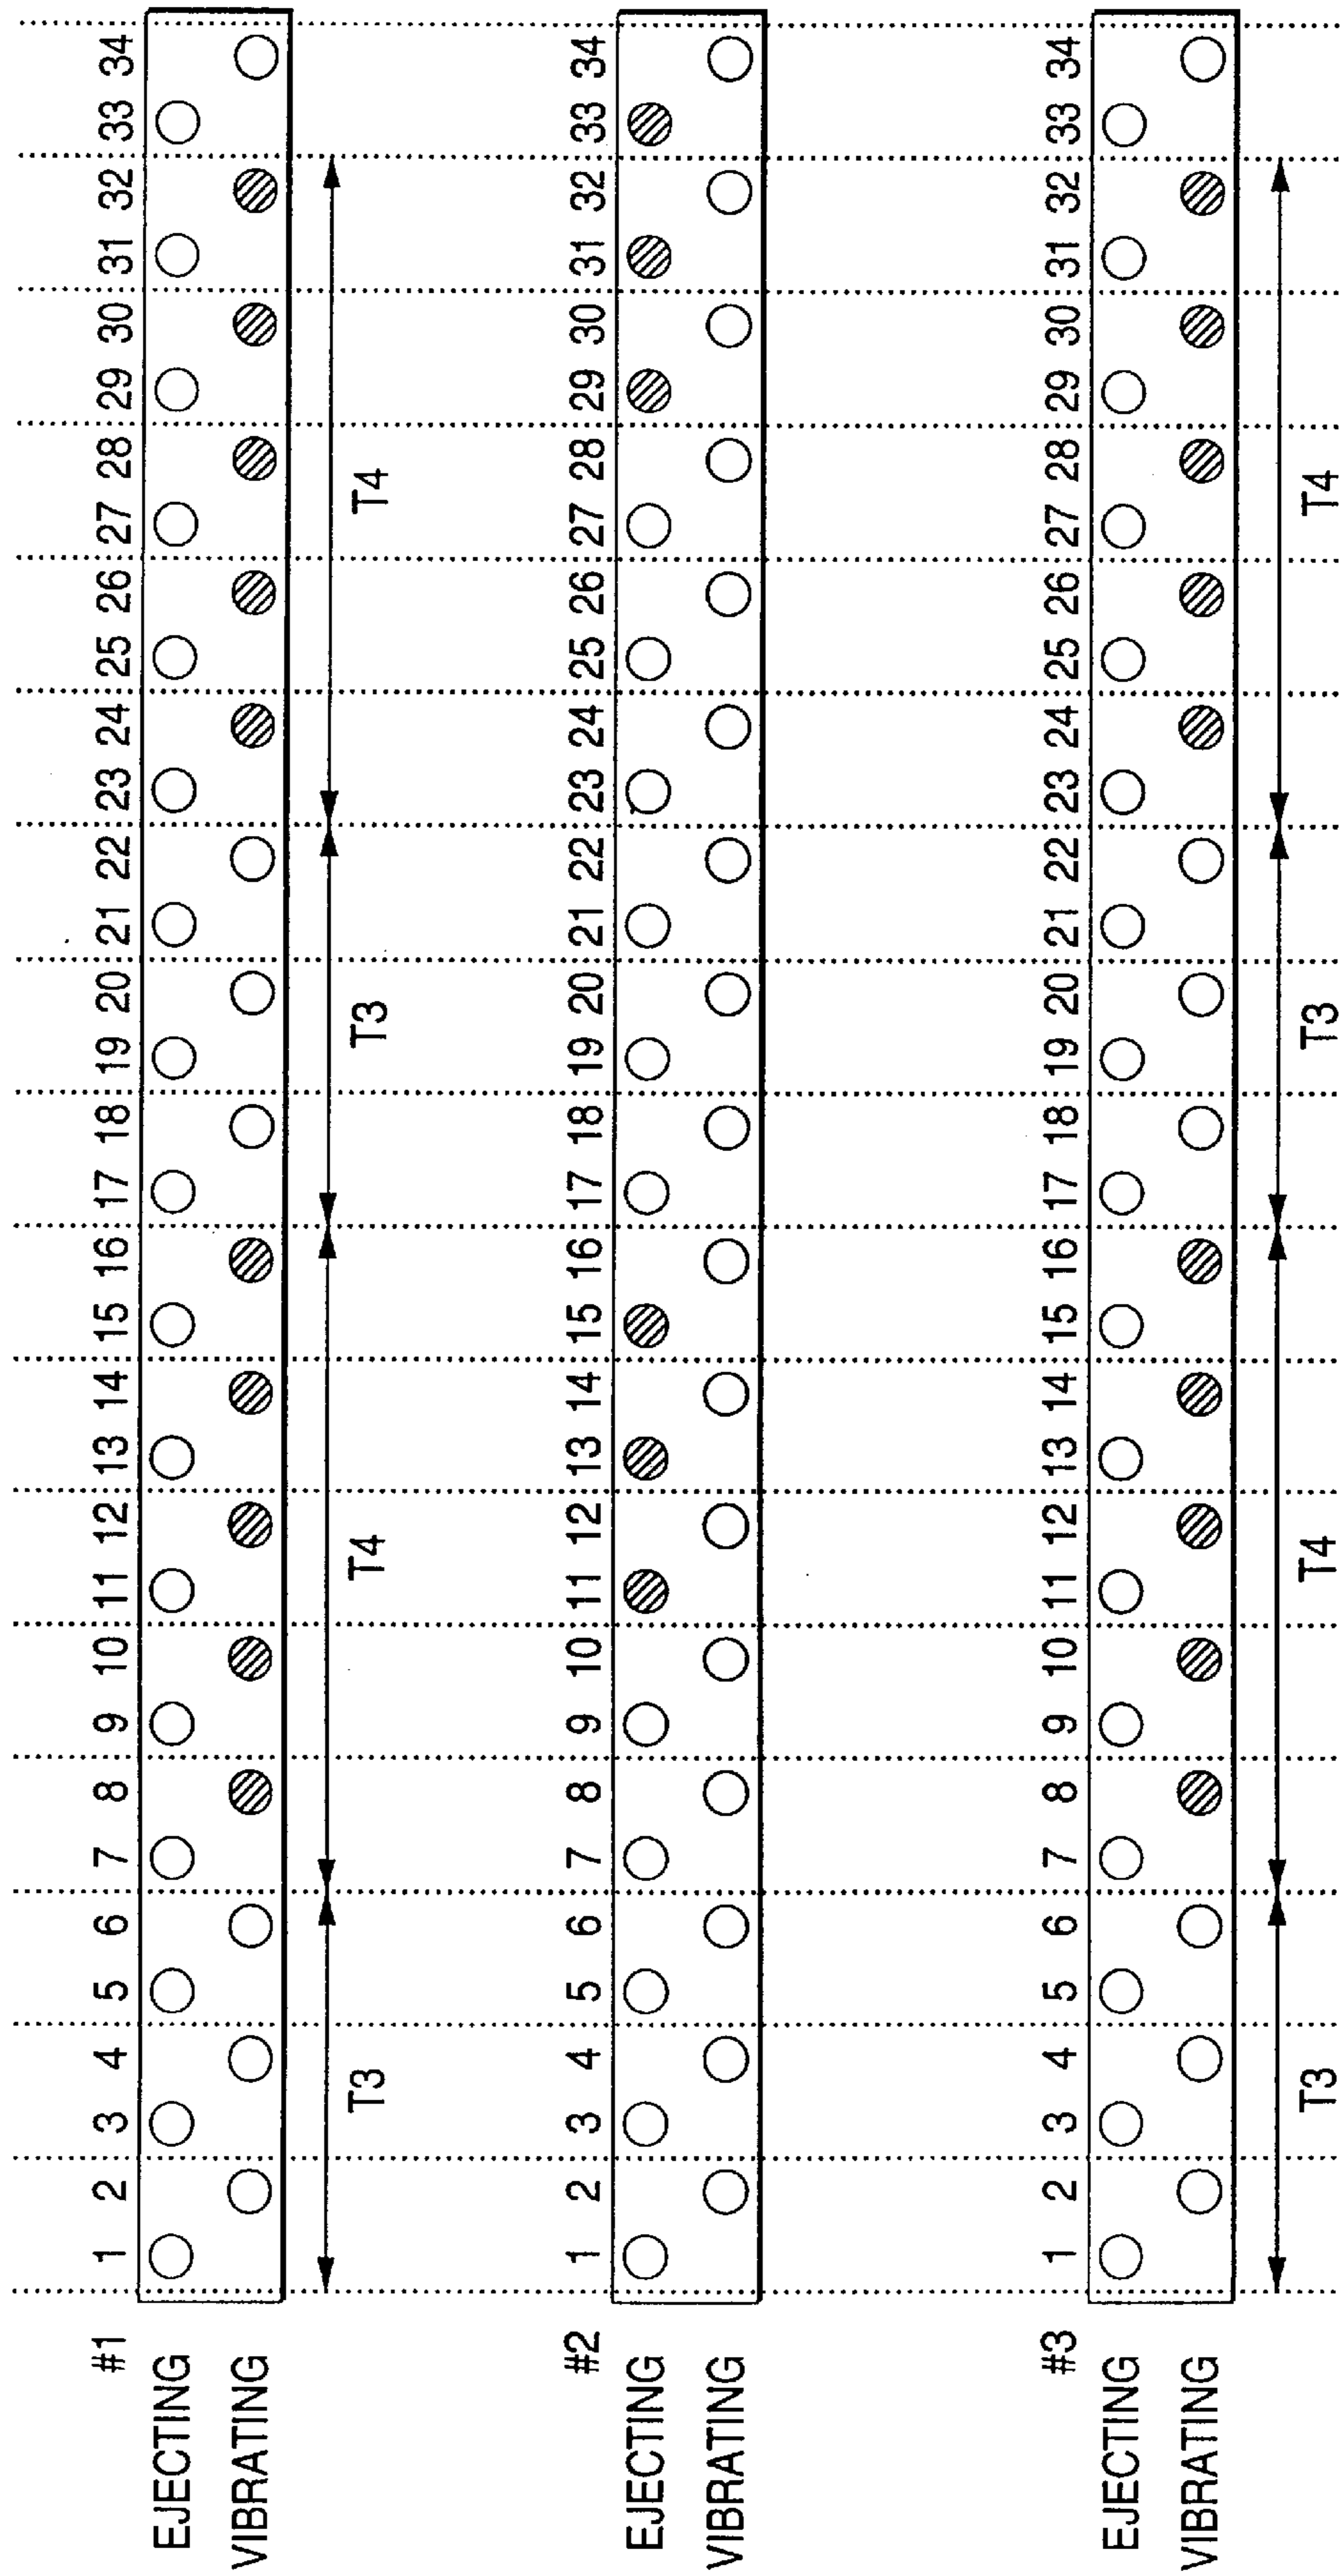 #1 1 2 3 4 5 6 7 8 9 10 11 12 13 14 15 16 17 18 19 20 21 22 23 24 25 26 27 28 29 30 31 32 33 34
EJECTING
VIBRATING
T3 T4 T3 T4
#2 1 2 3 4 5 6 7 8 9 10 11 12 13 14 15 16 17 18 19 20 21 22 23 24 25 26 27 28 29 30 31 32 33 34
EJECTING
VIBRATING
#3 1 2 3 4 5 6 7 8 9 10 11 12 13 14 15 16 17 18 19 20 21 22 23 24 25 26 27 28 29 30 31 32 33 34
EJECTING
VIBRATING
T3 T4 T3 T4